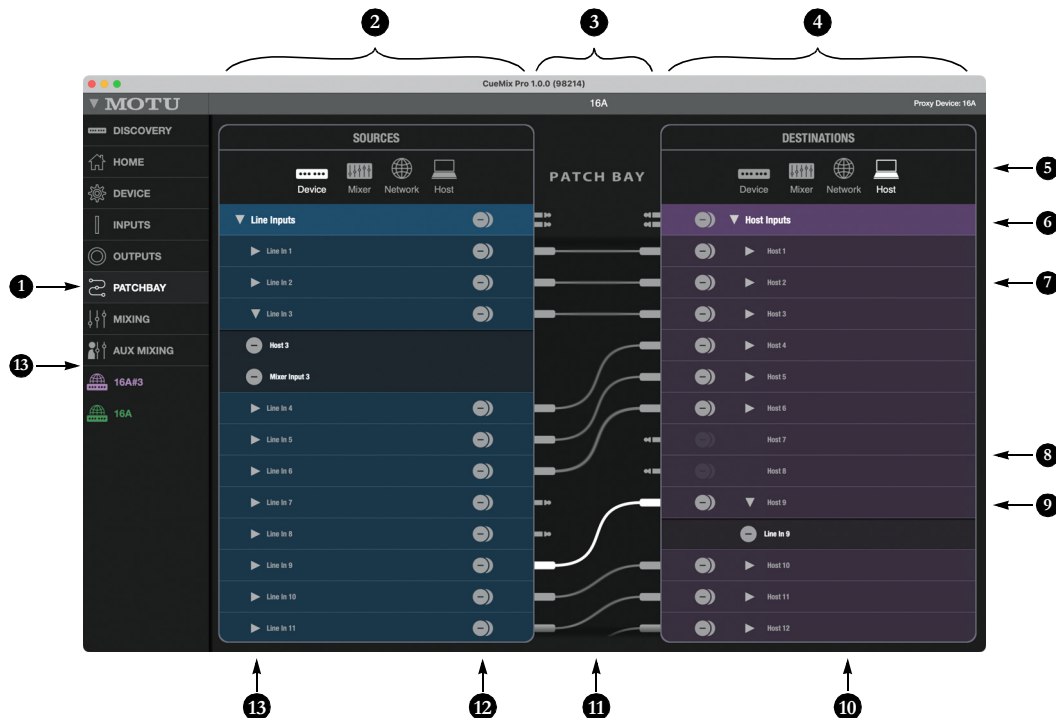 2 3 4
CueMix Pro 1.0.0 (98214)
MOTU 16A Proxy Device: 16A
DISCOVERY
HOME
DEVICE
INPUTS
OUTPUTS
1 PATCHBAY
MIXING
AUX MIXING
13
16A#3
16A
SOURCES
Device Mixer Network Host
Line Inputs
Line In 1
Line In 2
Line In 3
Host 3
Mixer Input 3
Line In 4
Line In 5
Line In 6
Line In 7
Line In 8
Line In 9
Line In 10
Line In 11
PATCH BAY
DESTINATIONS
Device Mixer Network Host
5
Host Inputs
6
Host 1
Host 2
7
Host 3
Host 4
Host 5
Host 6
Host 7
Host 8
8
Host 9
9
Line In 9
Host 10
Host 11
Host 12
13 12 11 10